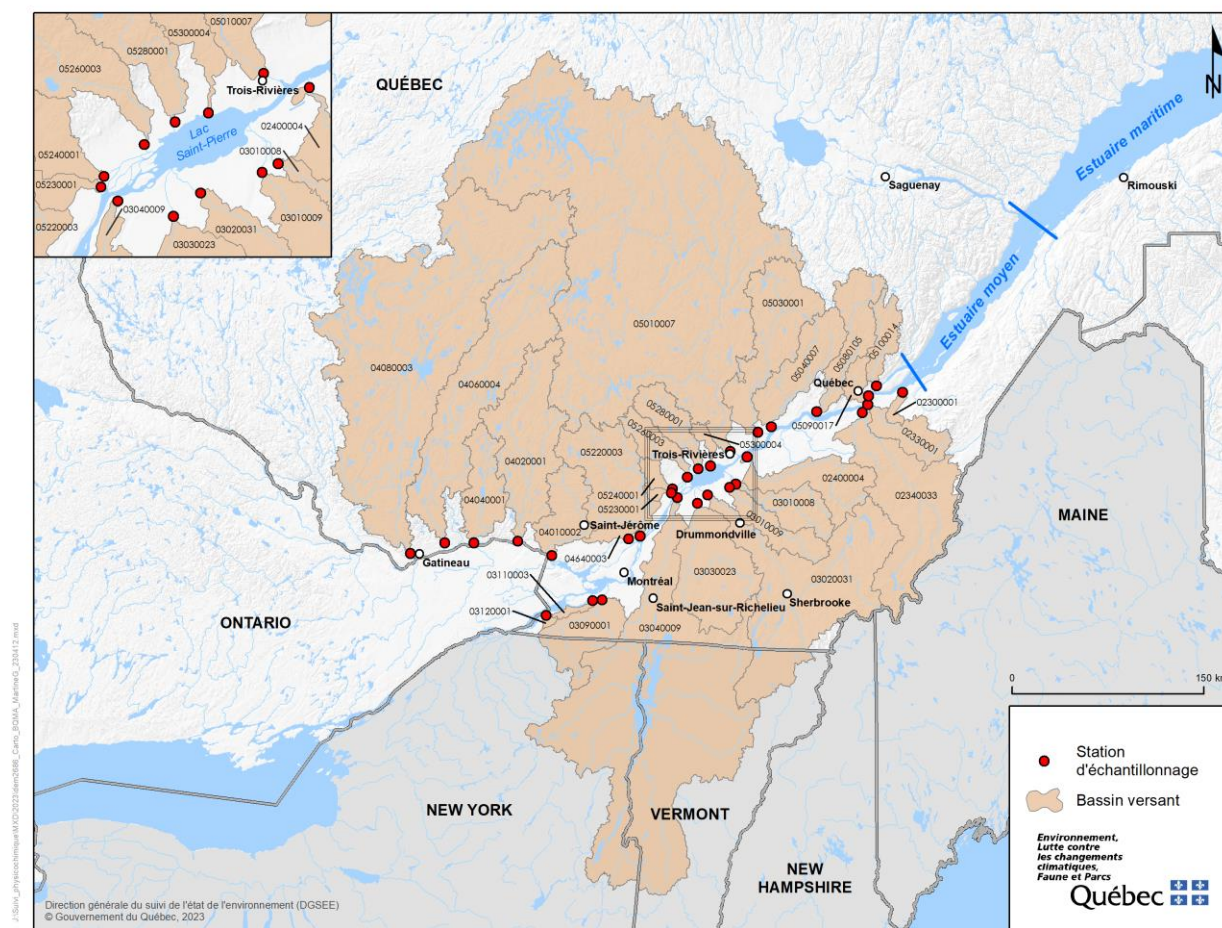 05010007
05300004
05280001
05260003
Trois-Rivières
Lac
Saint-Pierre
02400004
03010008
05240001
05230001
03040009
05220003
03010009
03020031
03030023
QUÉBEC
N
Saguenay
Estuaire maritime
Rimouski
Estuaire moyen
05030001
05010007
05040007
05080105
05100014
04080003
04060004
Québec
02300001
05090017
02330001
05280001
05260003
05300004
04020001
05220003
Trois-Rivières
02400004
04040001
05240001
03010008
02340033
05230001
03010009
04010002
Saint-Jérôme
Drummondville
MAINE
04640003
Gatineau
03110003
Montréal
03030023
03020031
Sherbrooke
03120001
Saint-Jean-sur-Richelieu
ONTARIO
03090001
03040009
0 150 km
NEW YORK
VERMONT
NEW
HAMPSHIRE
Station
d'échantillonnage
Bassin versant
Environnement,
Lutte contre
les changements
climatiques,
Faune et Parcs
Québec
Direction générale du suivi de l'état de l'environnement (DGSEE)
© Gouvernement du Québec, 2023